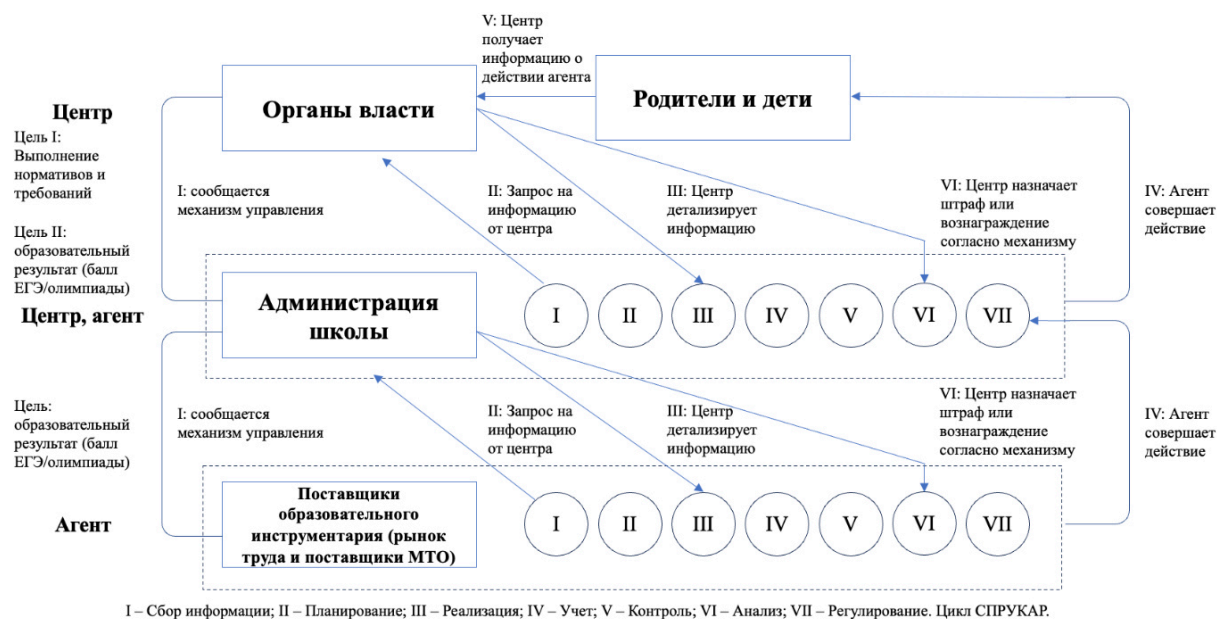 V: Центр
получает
информацию о
действии агента
Органы власти
Родители и дети
Центр
Цель I:
Выполнение
нормативов и
требований
Цель II:
образовательный
результат (балл
ЕГЭ/олимпиады)
I: сообщается
механизм управления
II: Запрос на
информацию
от центра
III: Центр
детализирует
информацию
VI: Центр назначает
штраф или
вознаграждение
согласно механизму
IV: Агент
совершает
действие
Центр, агент
Администрация
школы
I
II
III
IV
V
VI
VII
Цель:
образовательный
результат (балл
ЕГЭ/олимпиады)
I: сообщается
механизм управления
II: Запрос на
информацию
от центра
III: Центр
детализирует
информацию
VI: Центр назначает
штраф или
вознаграждение
согласно механизму
IV: Агент
совершает
действие
Агент
Поставщики
образовательного
инструментария (рынок
труда и поставщики МТО)
I
II
III
IV
V
VI
VII
I – Сбор информации; II – Планирование; III – Реализация; IV – Учет; V – Контроль; VI – Анализ; VII – Регулирование. Цикл СПРУКАР.